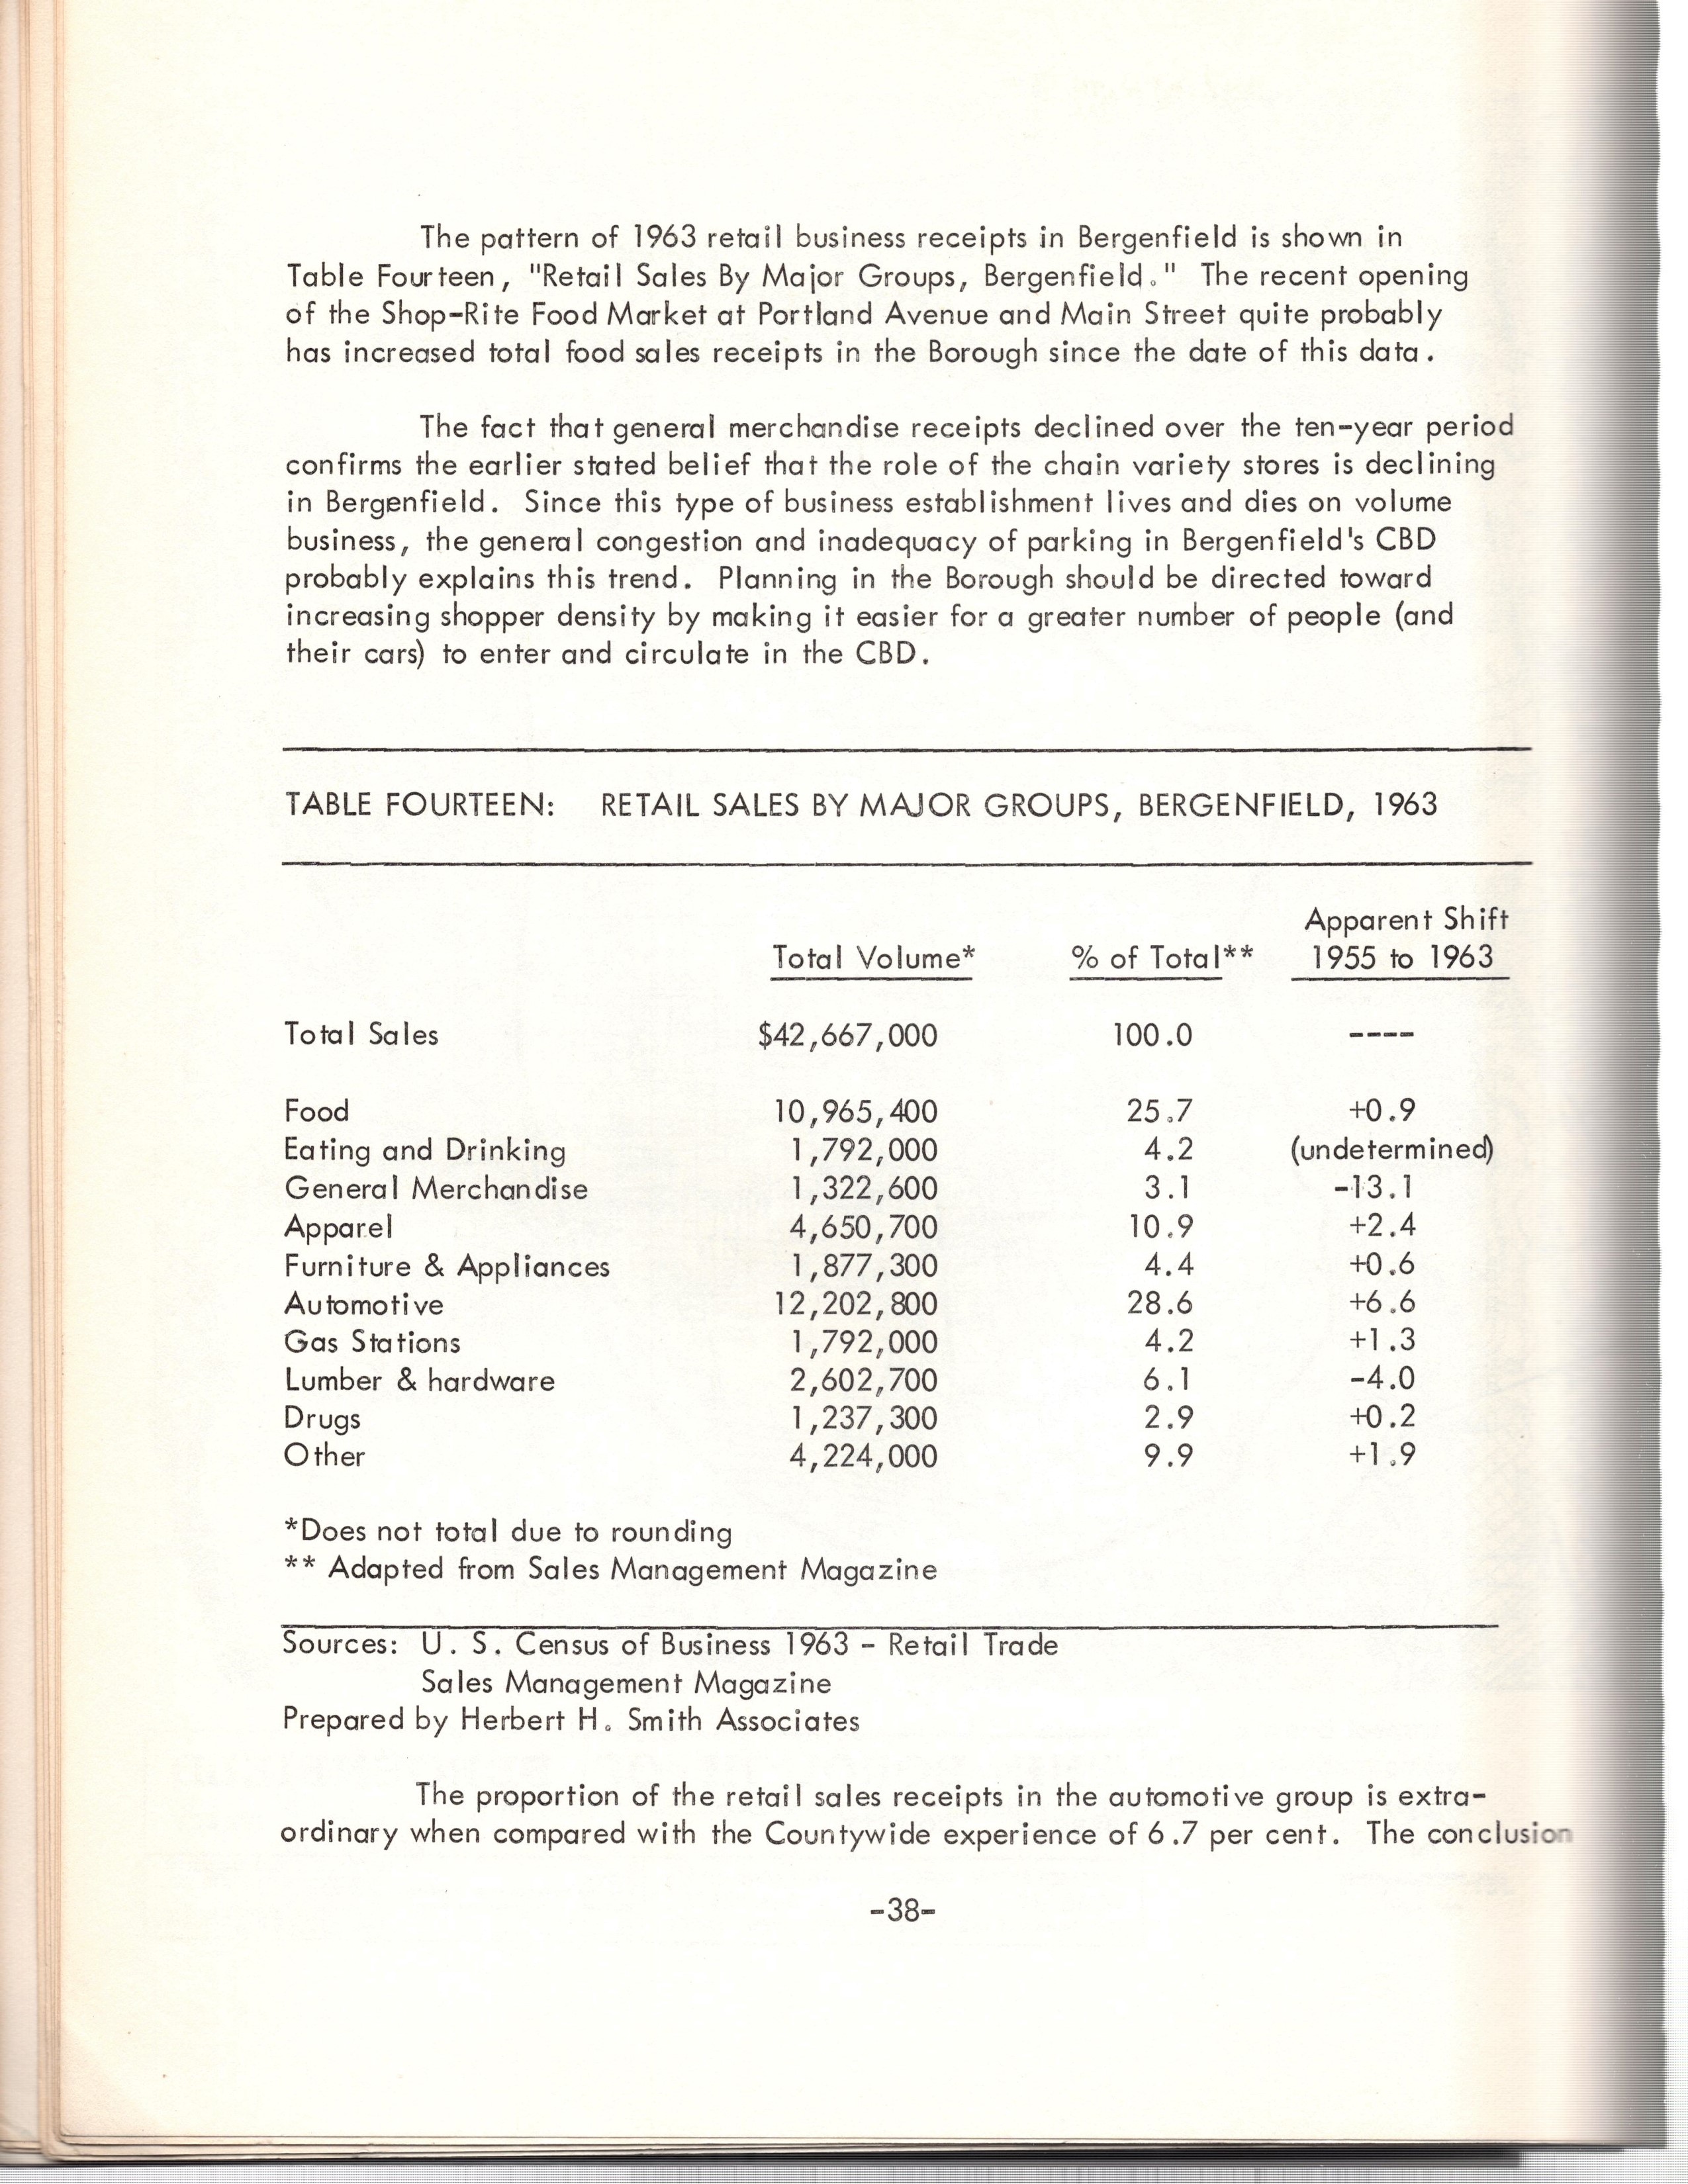 The pattern of 1963 retail business receipts in Bergenfield is shown in
Table Fourteen, "Retail Sales By Major Groups, Bergenfield." The recent opening
of the Shop-Rite Food Market at Portland Avenue and Main Street quite probably
has increased total food sales receipts in the Borough since the date of this data.
The fact that general merchandise receipts declined over the ten-year period
confirms the earlier stated belief that the role of the chain variety stores is declining
in Bergenfield. Since this type of business establishment lives and dies on volume
business, the general congestion and inadequacy of parking in Bergenfield's CBD
probably explains this trend. Planning in the Borough should be directed toward
increasing shopper density by making it easier for a greater number of people (and
their cars) to enter and circulate in the CBD.
TABLE FOURTEEN: RETAIL SALES BY MAJOR GROUPS, BERGENFIELD, 1963
Apparent Shift
Total Volume* % of Total** 1955 to 1963
Total Sales $42,667,000 100.0 ----
Food 10,965,400 25.7 +0.9
Eating and Drinking 1,792,000 4.2 (undetermined)
General Merchandise 1,322,600 3.1 -13.1
Apparel 4,650,700 10.9 +2.4
Furniture & Appliances 1,877,300 4.4 +0.6
Automotive 12,202,800 28.6 +6.6
Gas Stations 1,792,000 4.2 +1.3
Lumber & hardware 2,602,700 6.1 -4.0
Drugs 1,237,300 2.9 +0.2
Other 4,224,000 9.9 +1.9
*Does not total due to rounding
** Adapted from Sales Management Magazine
Sources: U. S. Census of Business 1963 - Retail Trade
Sales Management Magazine
Prepared by Herbert H. Smith Associates
The proportion of the retail sales receipts in the automotive group is extra-
ordinary when compared with the Countywide experience of 6.7 per cent. The conclusion
-38-